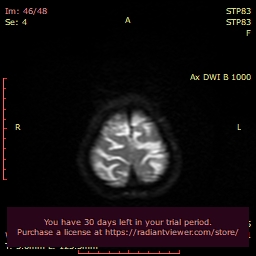 Im: 46/48
Se: 4
A
STP83
STP83
F
Ax DWI B 1000
R
L
You have 30 days left in your trial period.
Purchase a license at https://radiantviewer.com/store/